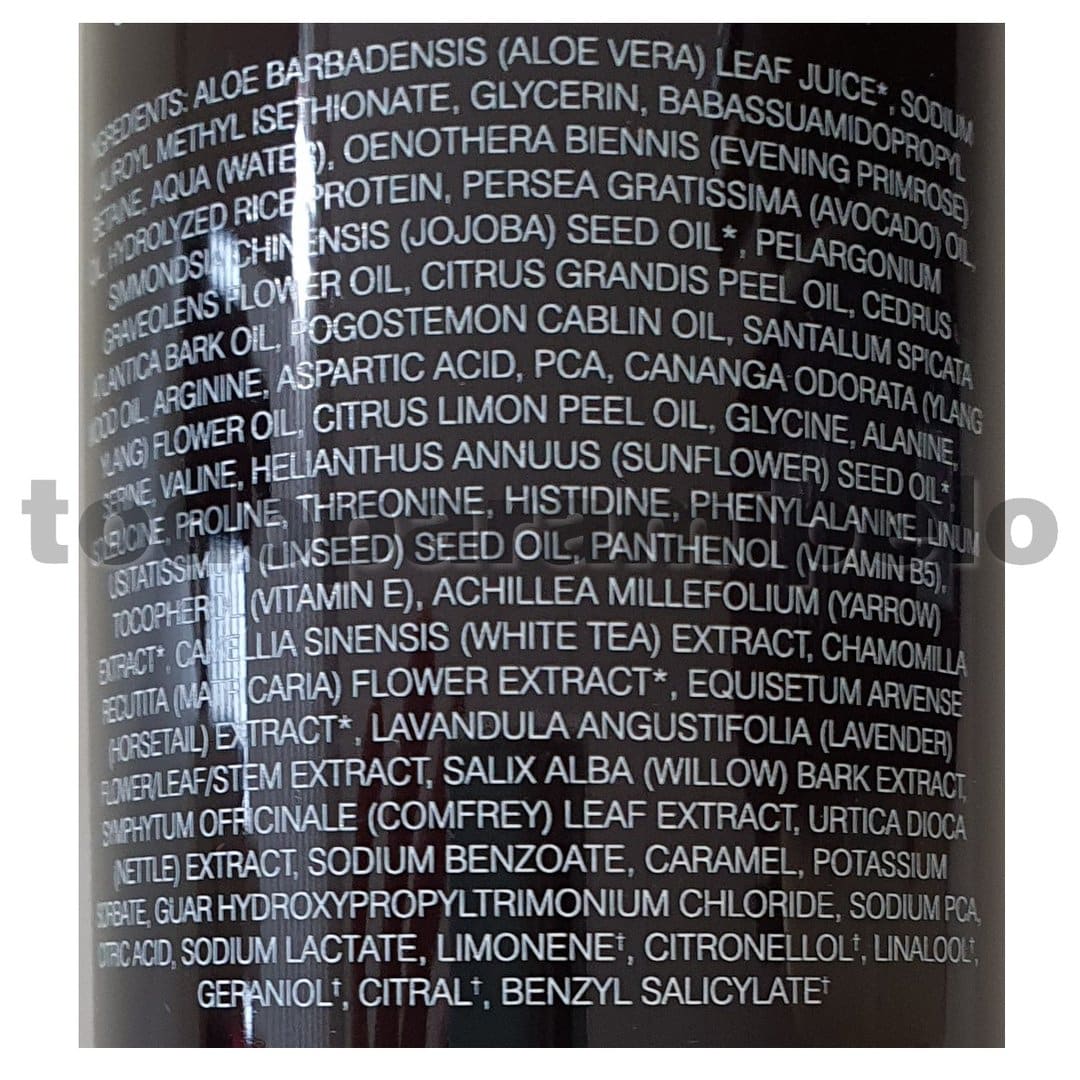 INGREDIENTS: ALOE BARBADENSIS (ALOE VERA) LEAF JUICE*, SODIUM
LAUROYL METHYL ISETHIONATE, GLYCERIN, BABASSUAMIDOPROPYL
BETAINE, AQUA (WATER), OENOTHERA BIENNIS (EVENING PRIMROSE)
OIL, HYDROLYZED RICE PROTEIN, PERSEA GRATISSIMA (AVOCADO) OIL,
SIMMONDSIA CHINENSIS (JOJOBA) SEED OIL*, PELARGONIUM
GRAVEOLENS FLOWER OIL, CITRUS GRANDIS PEEL OIL, CEDRUS
ATLANTICA BARK OIL, POGOSTEMON CABLIN OIL, SANTALUM SPICATA
WOOD OIL, ARGININE, ASPARTIC ACID, PCA, CANANGA ODORATA (YLANG
YLANG) FLOWER OIL, CITRUS LIMON PEEL OIL, GLYCINE, ALANINE,
SERINE, VALINE, HELIANTHUS ANNUUS (SUNFLOWER) SEED OIL*,
PROLINE, THREONINE, HISTIDINE, PHENYLALANINE, LINUM
USITATISSIMUM (LINSEED) SEED OIL, PANTHENOL (VITAMIN B5),
TOCOPHEROL (VITAMIN E), ACHILLEA MILLEFOLIUM (YARROW)
EXTRACT*, CAMELLIA SINENSIS (WHITE TEA) EXTRACT, CHAMOMILLA
RECUTITA (MATRICARIA) FLOWER EXTRACT*, EQUISETUM ARVENSE
(HORSETAIL) EXTRACT*, LAVANDULA ANGUSTIFOLIA (LAVENDER)
FLOWER/LEAF/STEM EXTRACT, SALIX ALBA (WILLOW) BARK EXTRACT,
SYMPHYTUM OFFICINALE (COMFREY) LEAF EXTRACT, URTICA DIOCA
(NETTLE) EXTRACT, SODIUM BENZOATE, CARAMEL, POTASSIUM
SORBATE, GUAR HYDROXYPROPYLTRIMONIUM CHLORIDE, SODIUM PCA,
CITRIC ACID, SODIUM LACTATE, LIMONENE†, CITRONELLOL†, LINALOOL†,
GERANIOL†, CITRAL†, BENZYL SALICYLATE†